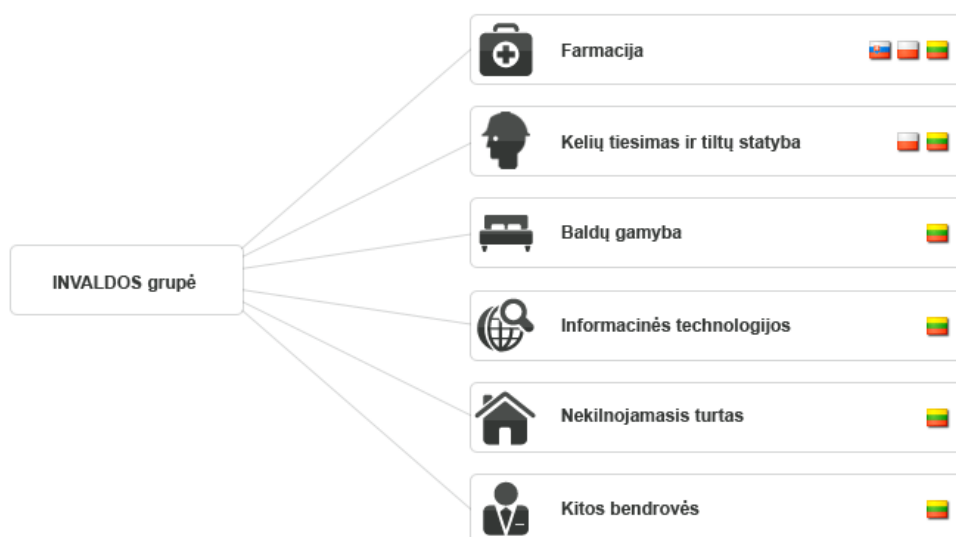 INVALDOS grupė
Farmacija
Kelių tiesimas ir tiltų statyba
Baldų gamyba
Informacinės technologijos
Nekilnojamasis turtas
Kitos bendrovės